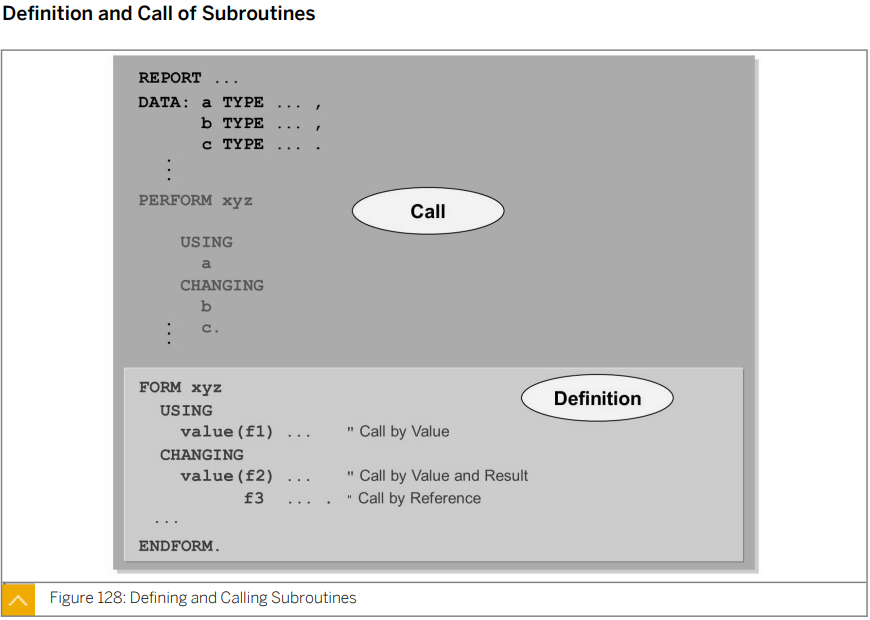 Definition and Call of Subroutines
REPORT ...
DATA: a TYPE ... ,
b TYPE ... ,
c TYPE ... .
PERFORM xyz
Call
USING
a
CHANGING
b
c.
FORM xyz
Definition
USING
value(f1) ... " Call by Value
CHANGING
value(f2) ... " Call by Value and Result
f3 ... . " Call by Reference
...
ENDFORM.
Figure 128: Defining and Calling Subroutines